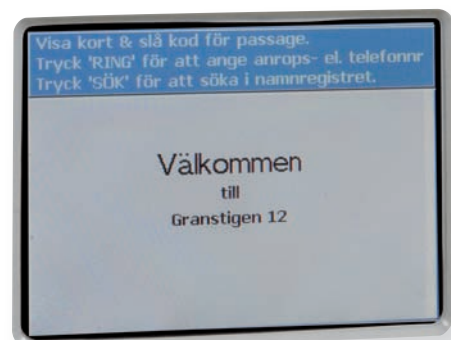 Visa kort & slå kod för passage.
Tryck 'RING' för att ange anrops- el. telefonnr
Tryck 'SÖK' för att söka i namnregistret.
Välkommen
till
Granstigen 12